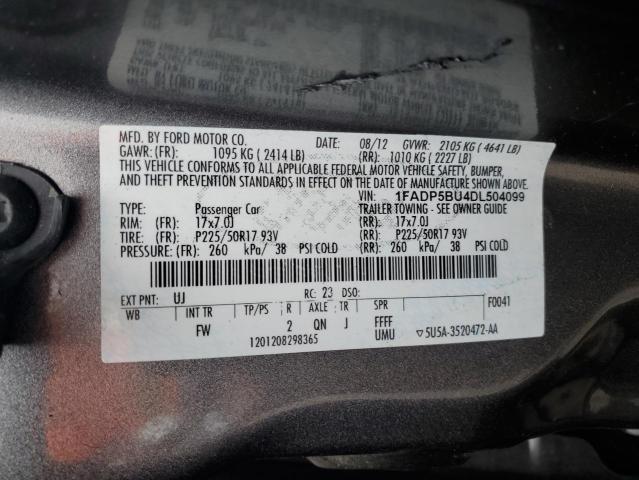 MFD. BY FORD MOTOR CO.
DATE: 08/12 GVWR: 2105 KG ( 4641 LB)
GAWR: (FR): 1095 KG ( 2414 LB) (RR): 1010 KG ( 2227 LB)
THIS VEHICLE CONFORMS TO ALL APPLICABLE FEDERAL MOTOR VEHICLE SAFETY, BUMPER,
AND THEFT PREVENTION STANDARDS IN EFFECT ON THE DATE OF MANUFACTURE SHOWN ABOVE.
VIN: 1FADP5BU4DL504099
TYPE: Passenger Car TRAILER TOWING - SEE OWNER GUIDE
RIM: (FR): 17x7.0J (RR): 17x7.0J
TIRE: (FR): P225/50R17 93V (RR): P225/50R17 93V
PRESSURE: (FR): 260 kPa/ 38 PSI COLD (RR): 260 kPa/ 38 PSI COLD
EXT PNT: UJ RC: 23 DSO: F0041
WB INT TR TP/PS R AXLE TR SPR
FW 2 QN J FFFF
1201208298365 UMU ▽5U5A-3520472-AA